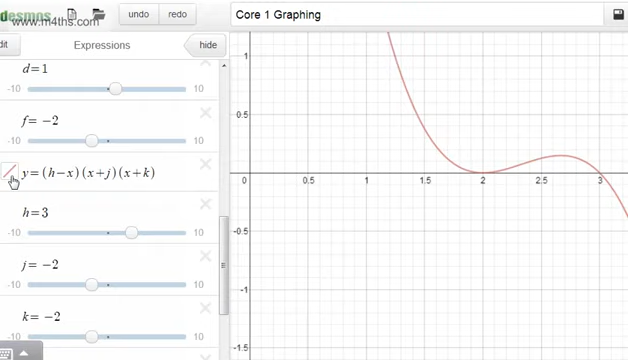 desmos
www.m4ths.com
undo
redo
Core 1 Graphing
dit
Expressions
hide
d=1
-10
10
f= −2
-10
10
y= (h−x) (x+j) (x+k)
h=3
-10
10
j= −2
-10
10
k= −2
-10
10
1
0.5
0
0.5
1
1.5
2
2.5
3
-0.5
-1
-1.5